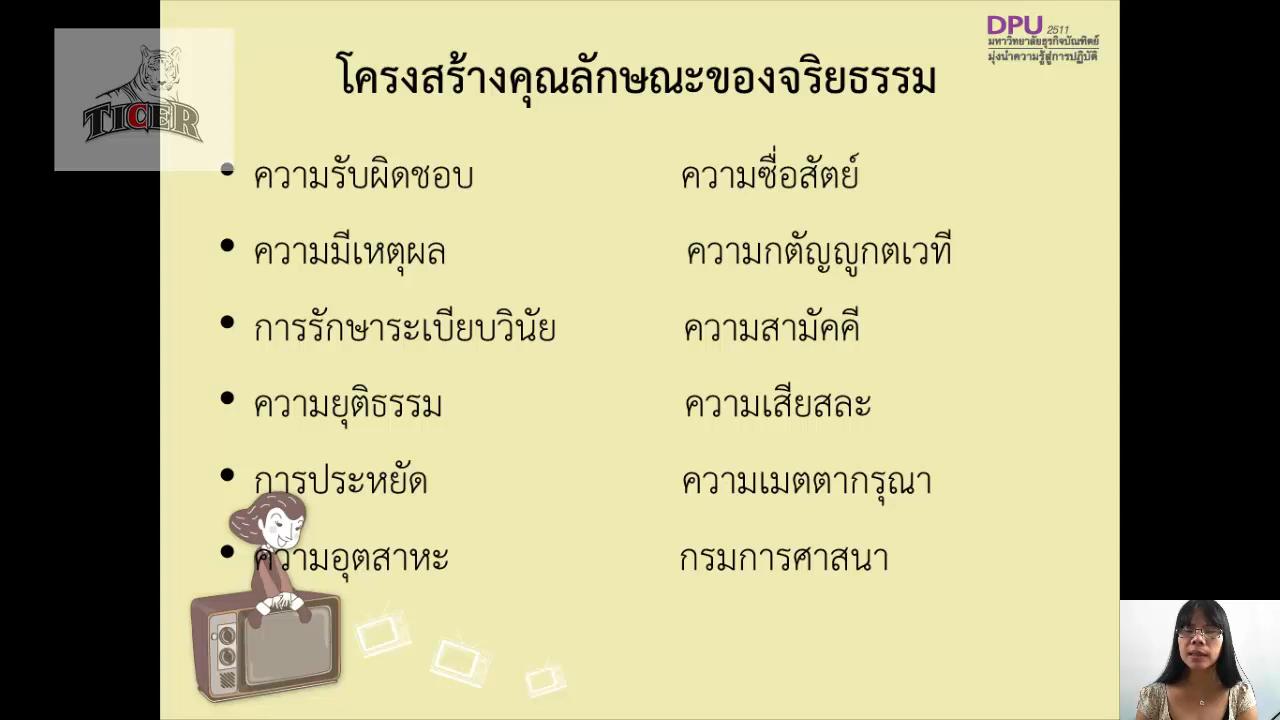 DPU 2511
มหาวิทยาลัยธุรกิจบัณฑิตย์
มุ่งนำความรู้สู่การปฏิบัติ
TICER
โครงสร้างคุณลักษณะของจริยธรรม
• ความรับผิดชอบ ความซื่อสัตย์
• ความมีเหตุผล ความกตัญญูกตเวที
• การรักษาระเบียบวินัย ความสามัคคี
• ความยุติธรรม ความเสียสละ
• การประหยัด ความเมตตากรุณา
• ความอุตสาหะ กรมการศาสนา